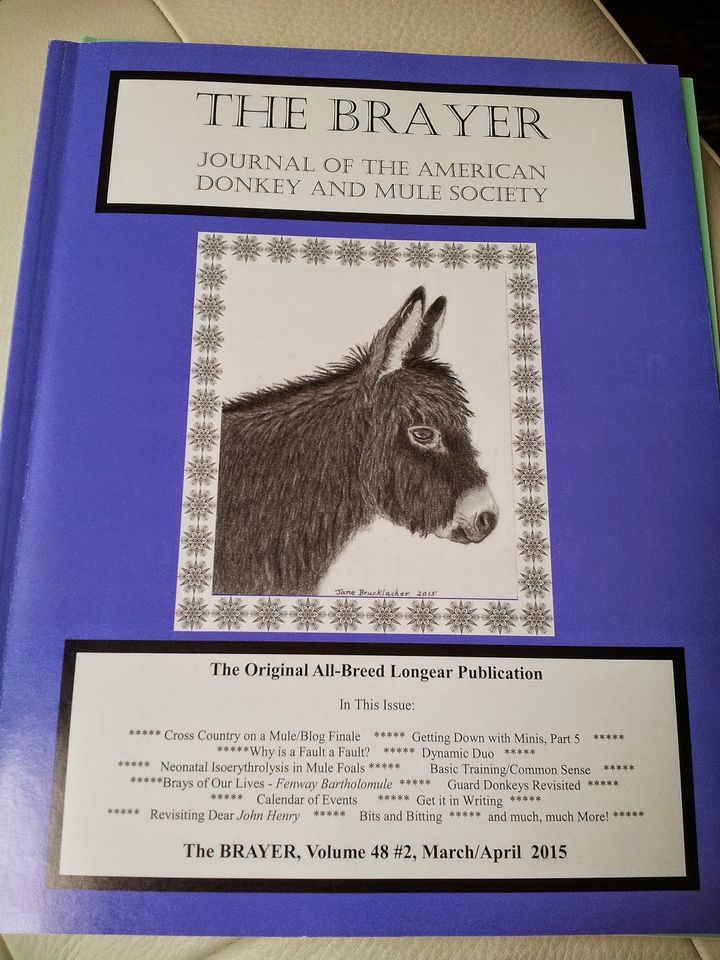 THE BRAYER
JOURNAL OF THE AMERICAN
DONKEY AND MULE SOCIETY
Jane Brucklacher 2015
The Original All-Breed Longear Publication
In This Issue:
***** Cross Country on a Mule/Blog Finale ***** Getting Down with Minis, Part 5 *****
*****Why is a Fault a Fault? ***** Dynamic Duo *****
***** Neonatal Isoerythrolysis in Mule Foals ***** Basic Training/Common Sense *****
*****Brays of Our Lives - Fenway Bartholomule ***** Guard Donkeys Revisited *****
***** Calendar of Events ***** Get it in Writing *****
***** Revisiting Dear John Henry ***** Bits and Bitting ***** and much, much More! *****
The BRAYER, Volume 48 #2, March/April 2015